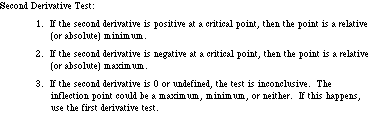 Second Derivative Test:
1. If the second derivative is positive at a critical point, then the point is a relative
(or absolute) minimum.
2. If the second derivative is negative at a critical point, then the point is a relative
(or absolute) maximum.
3. If the second derivative is 0 or undefined, the test is inconclusive. The
inflection point could be a maximum, minimum, or neither. If this happens,
use the first derivative test.